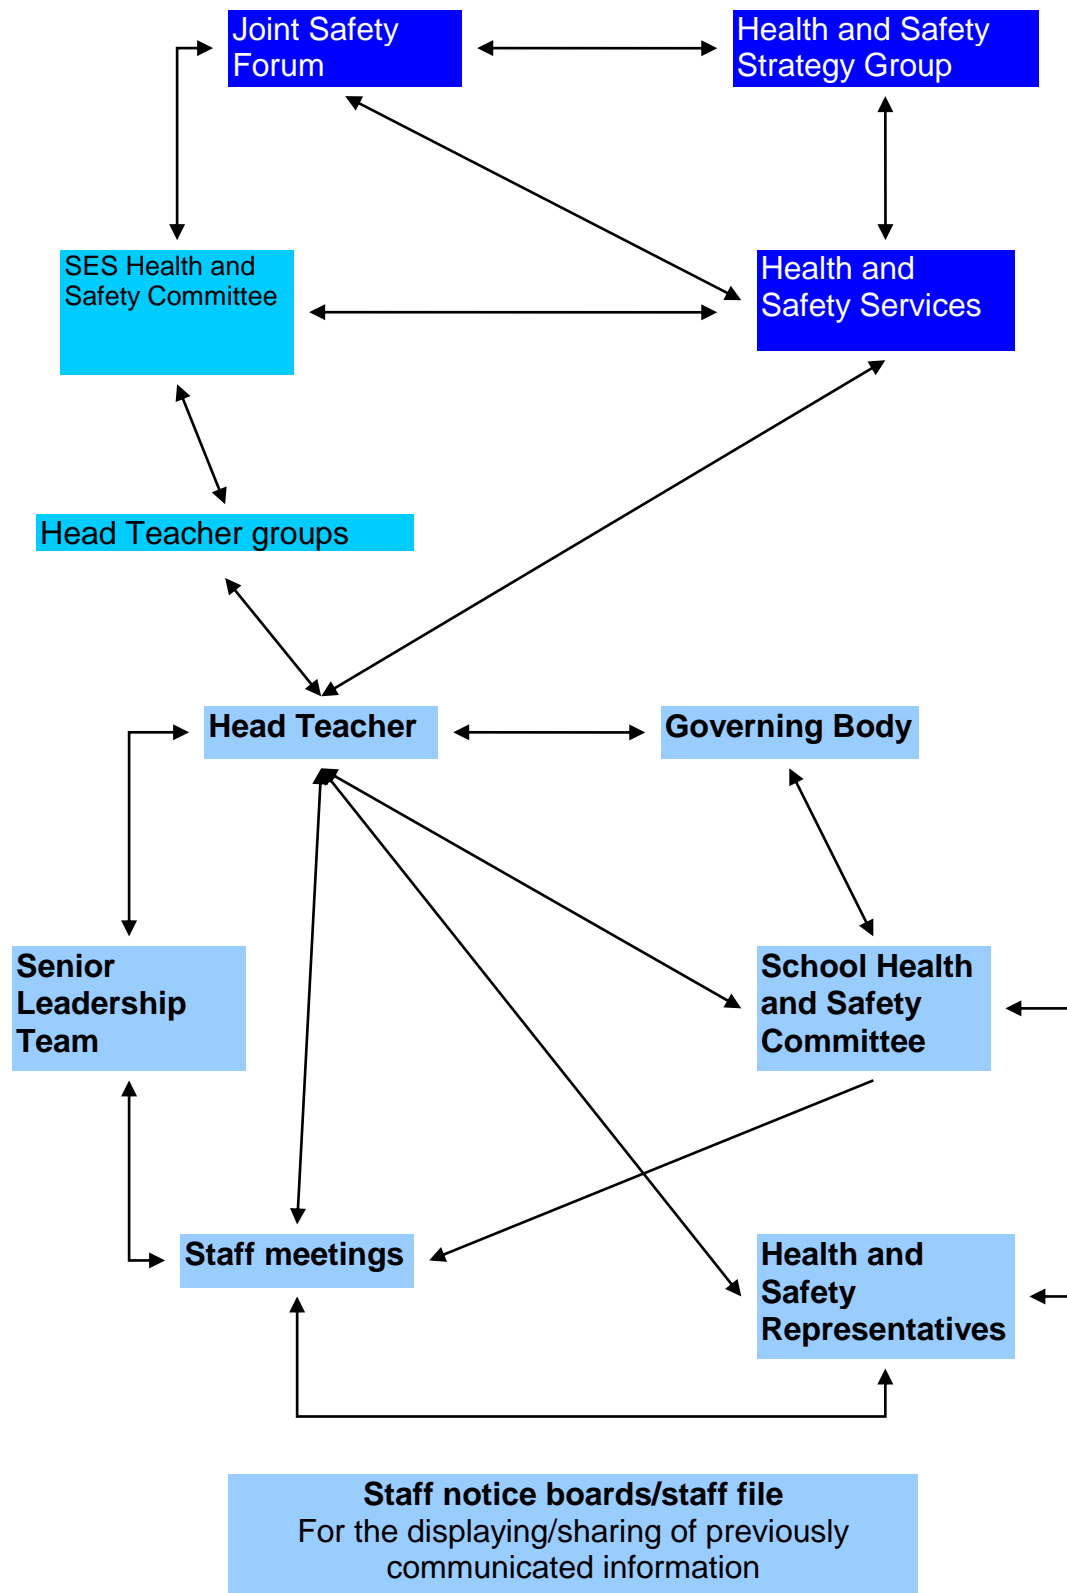 Joint Safety
Forum
Health and Safety
Strategy Group
SES Health and
Safety Committee
Health and
Safety Services
Head Teacher groups
Head Teacher
Governing Body
Senior
Leadership
Team
School Health
and Safety
Committee
Staff meetings
Health and
Safety
Representatives
Staff notice boards/staff file
For the displaying/sharing of previously
communicated information